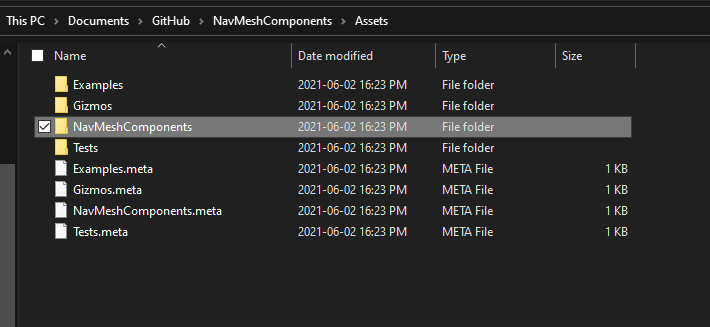 This PC > Documents > GitHub > NavMeshComponents > Assets
Name Date modified Type Size
Examples 2021-06-02 16:23 PM File folder
Gizmos 2021-06-02 16:23 PM File folder
NavMeshComponents 2021-06-02 16:23 PM File folder
Tests 2021-06-02 16:23 PM File folder
Examples.meta 2021-06-02 16:23 PM META File 1 KB
Gizmos.meta 2021-06-02 16:23 PM META File 1 KB
NavMeshComponents.meta 2021-06-02 16:23 PM META File 1 KB
Tests.meta 2021-06-02 16:23 PM META File 1 KB